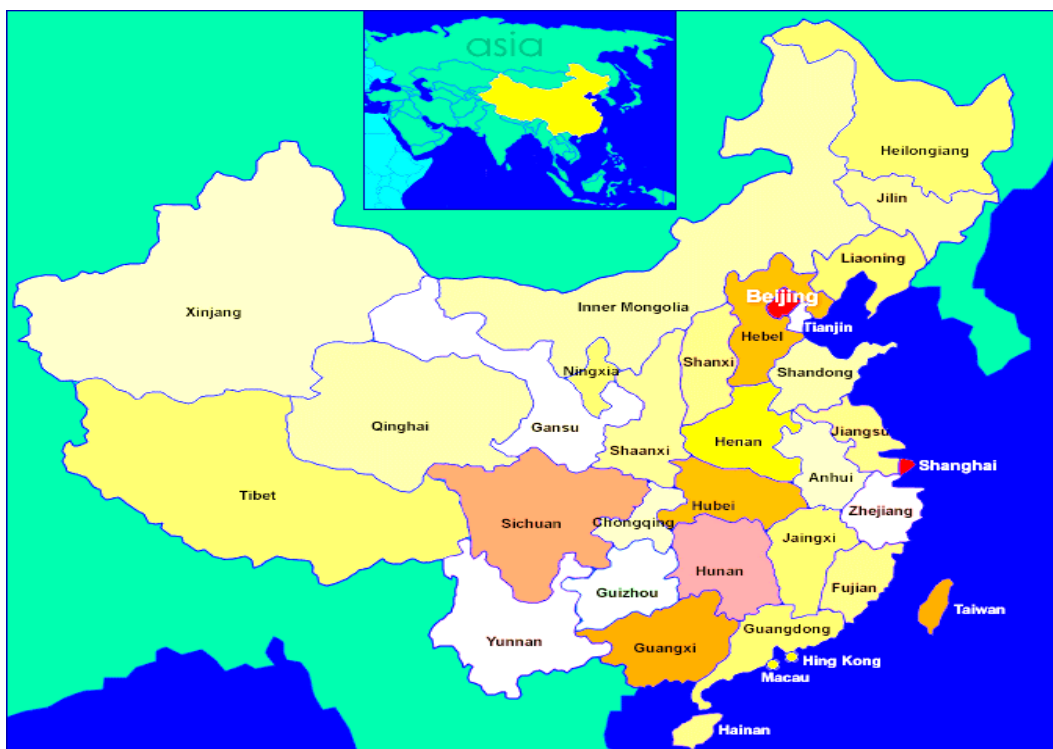 asia
Heilongiang
Jilin
Liaoning
Beijing
Xinjang
Inner Mongolia
Tianjin
Hebel
Shanxi
Shandong
Ningxia
Qinghai
Gansu
Jiangsu
Henan
Shaanxi
Shanghai
Anhui
Tibet
Hubei
Zhejiang
Sichuan
Chongqing
Jaingxi
Hunan
Fujian
Guizhou
Taiwan
Guangdong
Yunnan
Guangxi
Hing Kong
Macau
Hainan